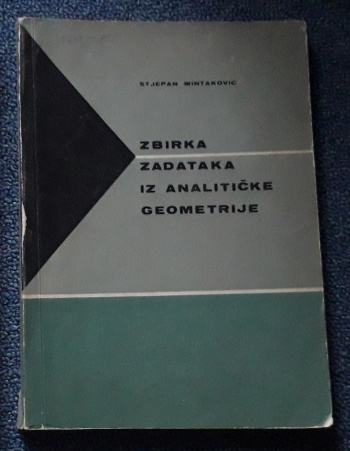 STJEPAN MINTAKOVIĆ
ZBIRKA
ZADATAKA
IZ ANALITIČKE
GEOMETRIJE